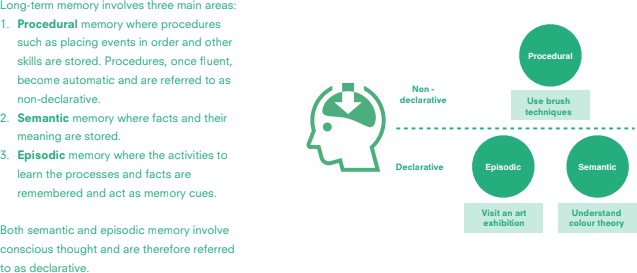 Long-term memory involves three main areas:
1. Procedural memory where procedures
such as placing events in order and other
skills are stored. Procedures, once fluent,
become automatic and are referred to as
non-declarative.
2. Semantic memory where facts and their
meaning are stored.
3. Episodic memory where the activities to
learn the processes and facts are
remembered and act as memory cues.
Both semantic and episodic memory involve
conscious thought and are therefore referred
to as declarative.
Procedural
Non -
declarative
Use brush
techniques
Declarative
Episodic
Semantic
Visit an art
exhibition
Understand
colour theory